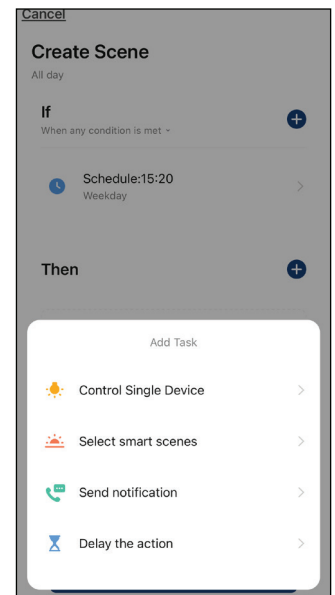 Cancel
Create Scene
All day
If
When any condition is met
Schedule:15:20
Weekday
Then
Add Task
Control Single Device
Select smart scenes
Send notification
Delay the action